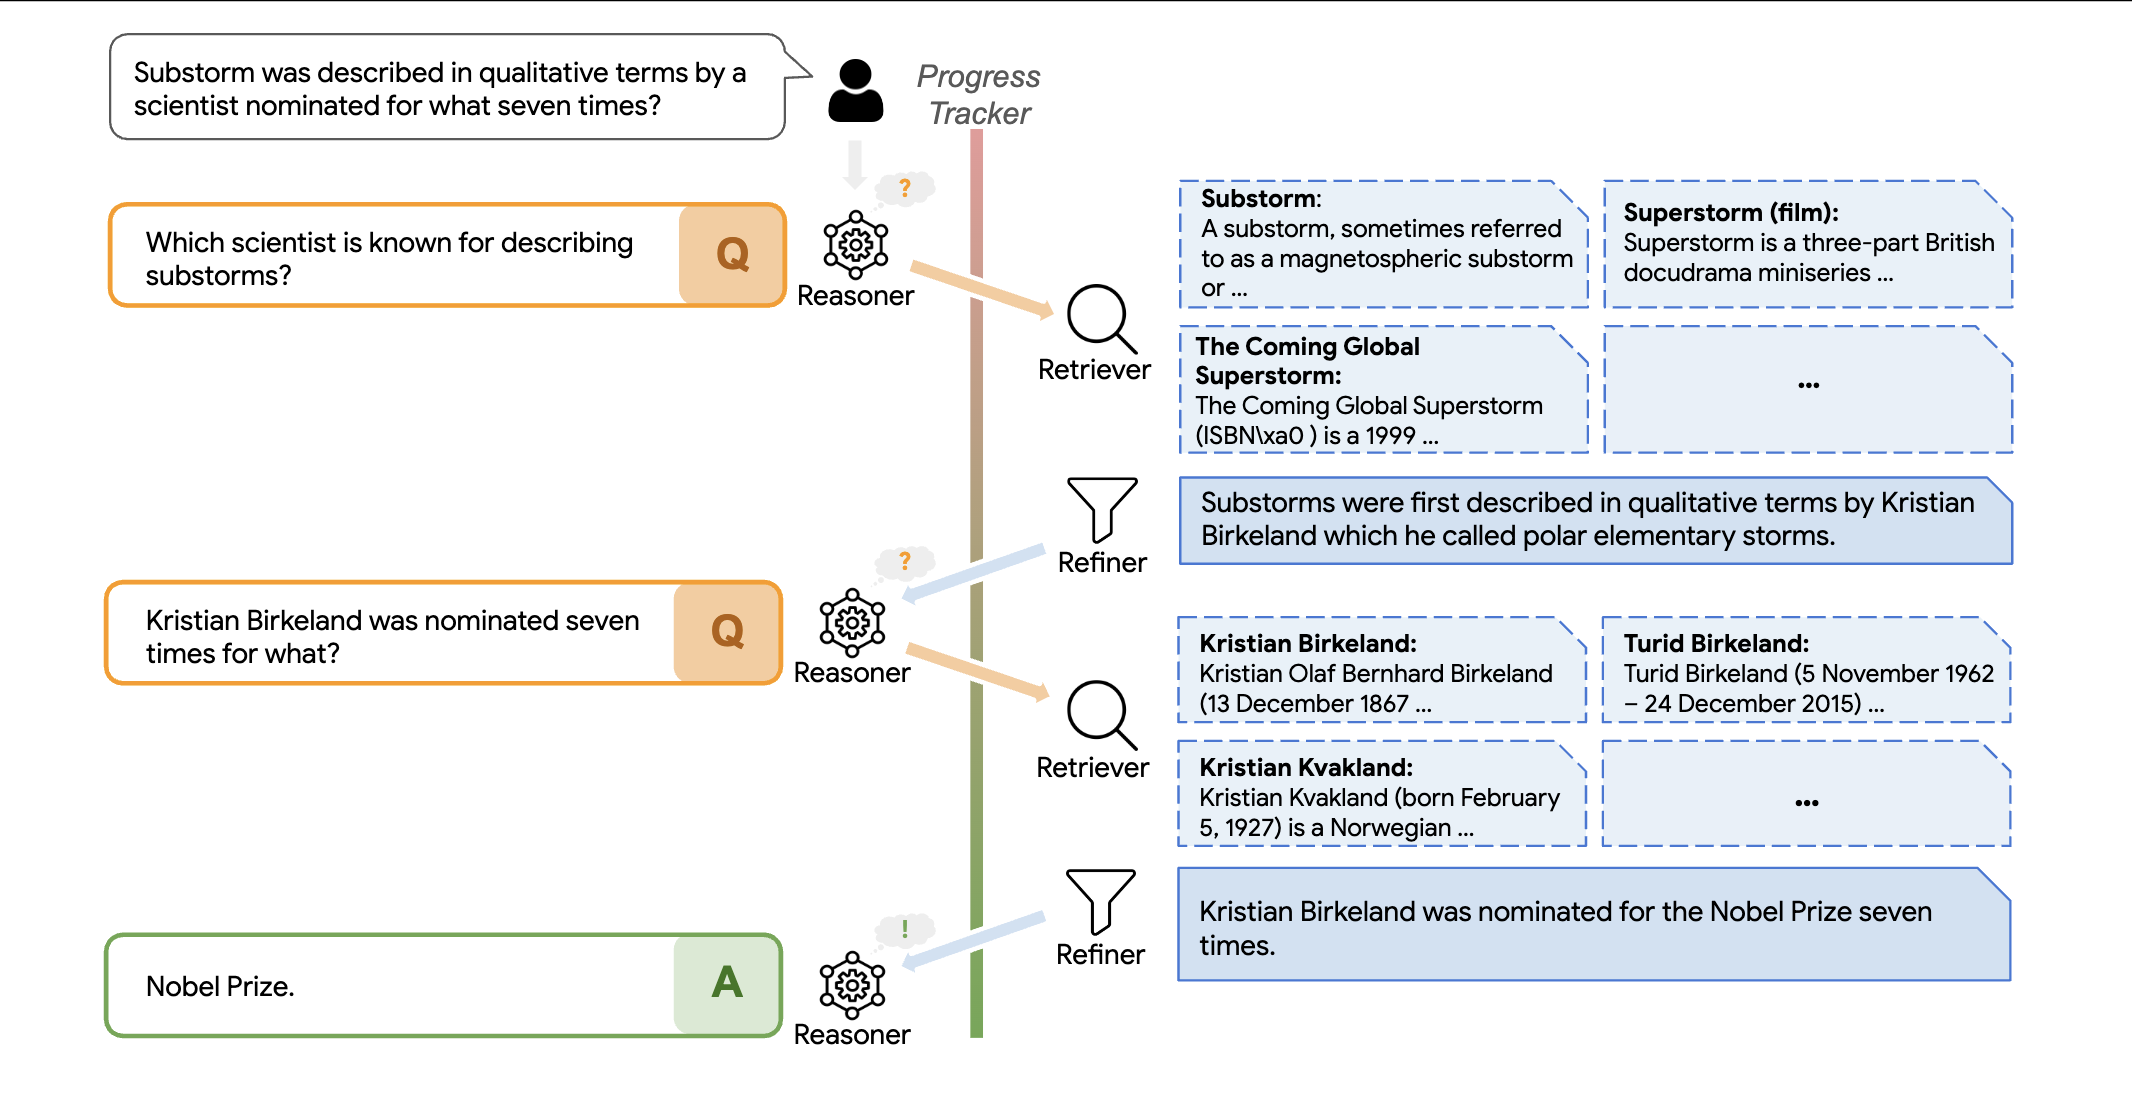 Substorm was described in qualitative terms by a
scientist nominated for what seven times?
Progress
Tracker
?
Which scientist is known for describing
substorms?
Q
Reasoner
Retriever
Substorm:
A substorm, sometimes referred
to as a magnetospheric substorm
or ...
Superstorm (film):
Superstorm is a three-part British
docudrama miniseries ...
The Coming Global
Superstorm:
The Coming Global Superstorm
(ISBN\xa0 ) is a 1999 ...
...
Refiner
Substorms were first described in qualitative terms by Kristian
Birkeland which he called polar elementary storms.
?
Kristian Birkeland was nominated seven
times for what?
Q
Reasoner
Retriever
Kristian Birkeland:
Kristian Olaf Bernhard Birkeland
(13 December 1867 ...
Turid Birkeland:
Turid Birkeland (5 November 1962
– 24 December 2015) ...
Kristian Kvakland:
Kristian Kvakland (born February
5, 1927) is a Norwegian ...
...
Refiner
Kristian Birkeland was nominated for the Nobel Prize seven
times.
!
Nobel Prize.
A
Reasoner